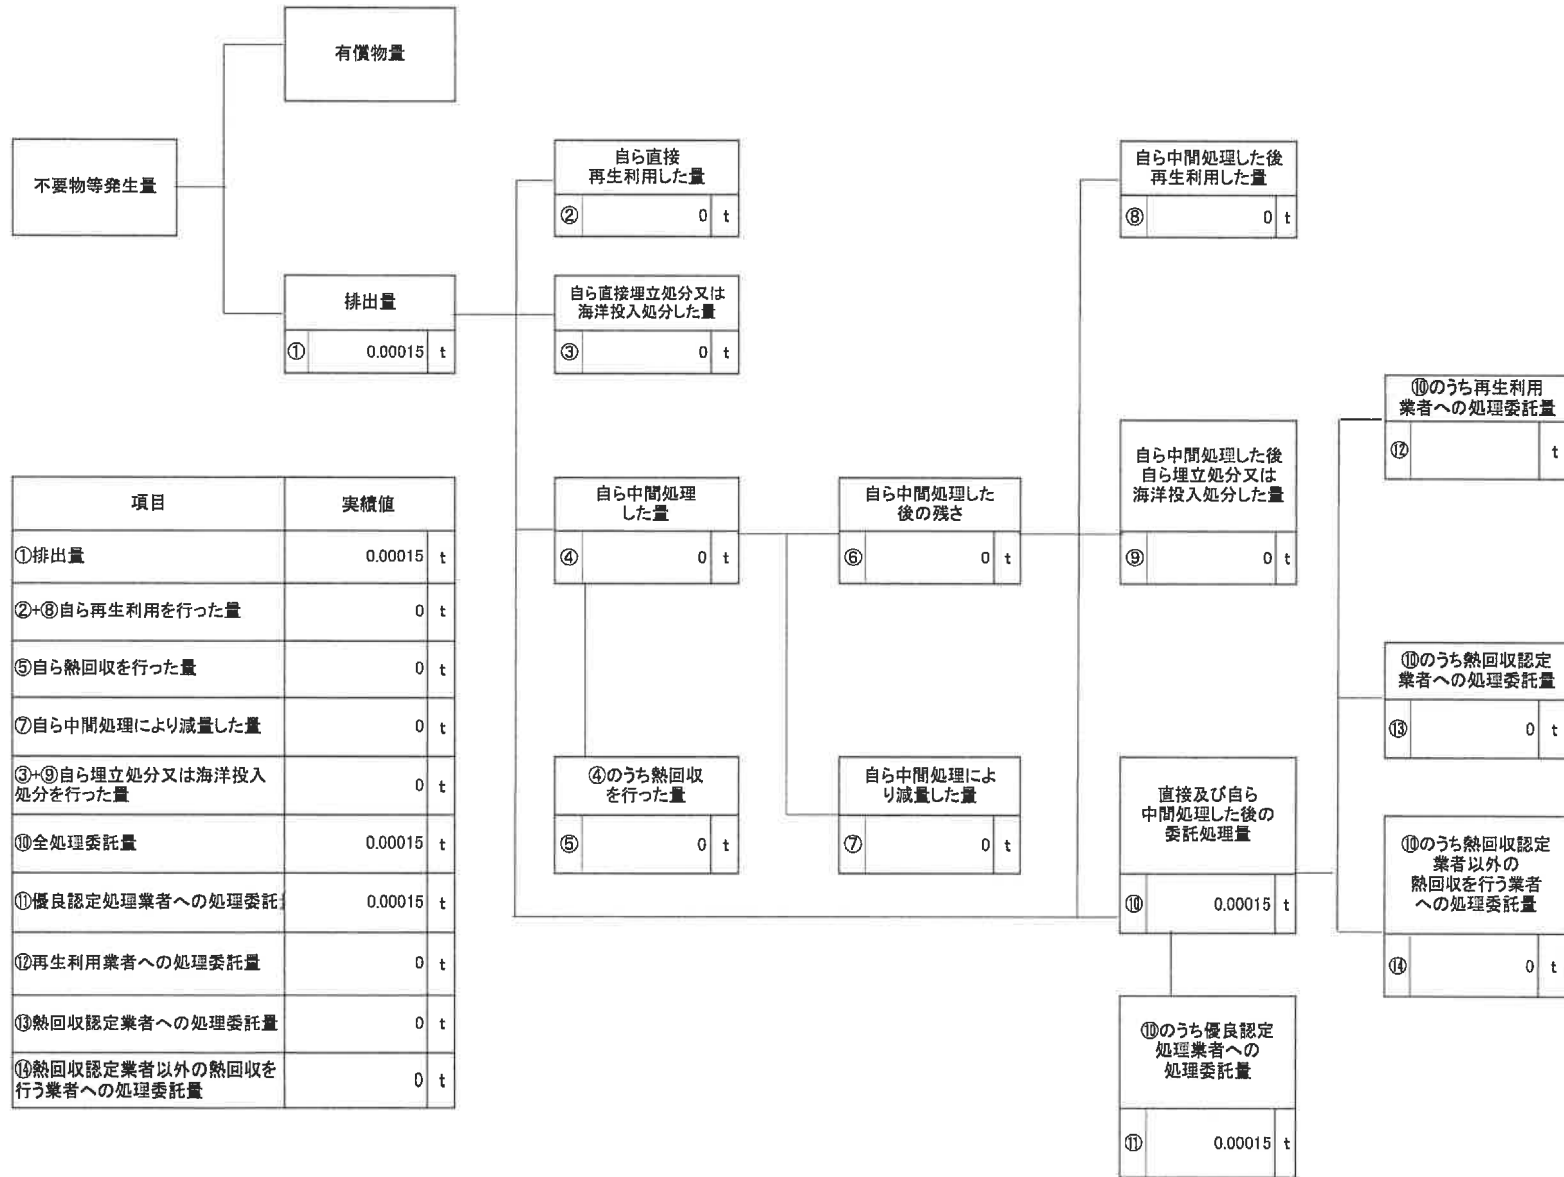 有償物量
不要物等発生量
排出量
① 0.00015 t
自ら直接
再生利用した量
② 0 t
自ら直接埋立処分又は
海洋投入処分した量
③ 0 t
自ら中間処理
した量
④ 0 t
④のうち熱回収
を行った量
⑤ 0 t
自ら中間処理した
後の残さ
⑥ 0 t
自ら中間処理によ
り減量した量
⑦ 0 t
自ら中間処理した後
再生利用した量
⑧ 0 t
自ら中間処理した後
自ら埋立処分又は
海洋投入処分した量
⑨ 0 t
直接及び自ら
中間処理した後の
委託処理量
⑩ 0.00015 t
⑩のうち優良認定
処理業者への
処理委託量
⑪ 0.00015 t
⑩のうち再生利用
業者への処理委託量
⑫ t
⑩のうち熱回収認定
業者への処理委託量
⑬ 0 t
⑩のうち熱回収認定
業者以外の
熱回収を行う業者
への処理委託量
⑭ 0 t
項目 実績値
①排出量 0.00015 t
②+⑧自ら再生利用を行った量 0 t
⑤自ら熱回収を行った量 0 t
⑦自ら中間処理により減量した量 0 t
③+⑨自ら埋立処分又は海洋投入
処分を行った量 0 t
⑩全処理委託量 0.00015 t
⑪優良認定処理業者への処理委託 0.00015 t
⑫再生利用業者への処理委託量 0 t
⑬熱回収認定業者への処理委託量 0 t
⑭熱回収認定業者以外の熱回収を
行う業者への処理委託量 0 t